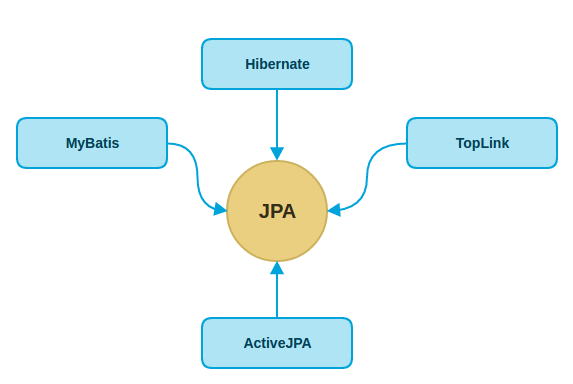 Hibernate
MyBatis
TopLink
JPA
ActiveJPA